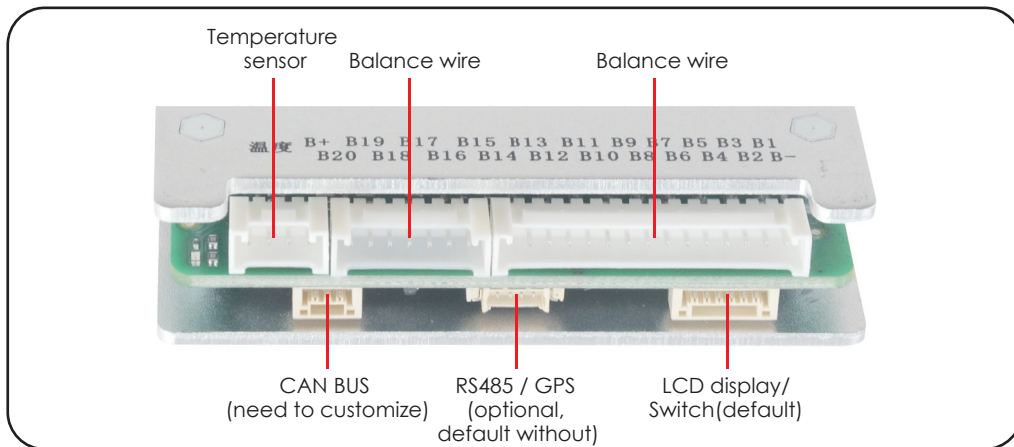 Temperature
sensor
Balance wire
Balance wire
温度 B+ B19 B17 B15 B13 B11 B9 B7 B5 B3 B1
B20 B18 B16 B14 B12 B10 B8 B6 B4 B2 B-
CAN BUS
(need to customize)
RS485 / GPS
(optional,
default without)
LCD display/
Switch(default)